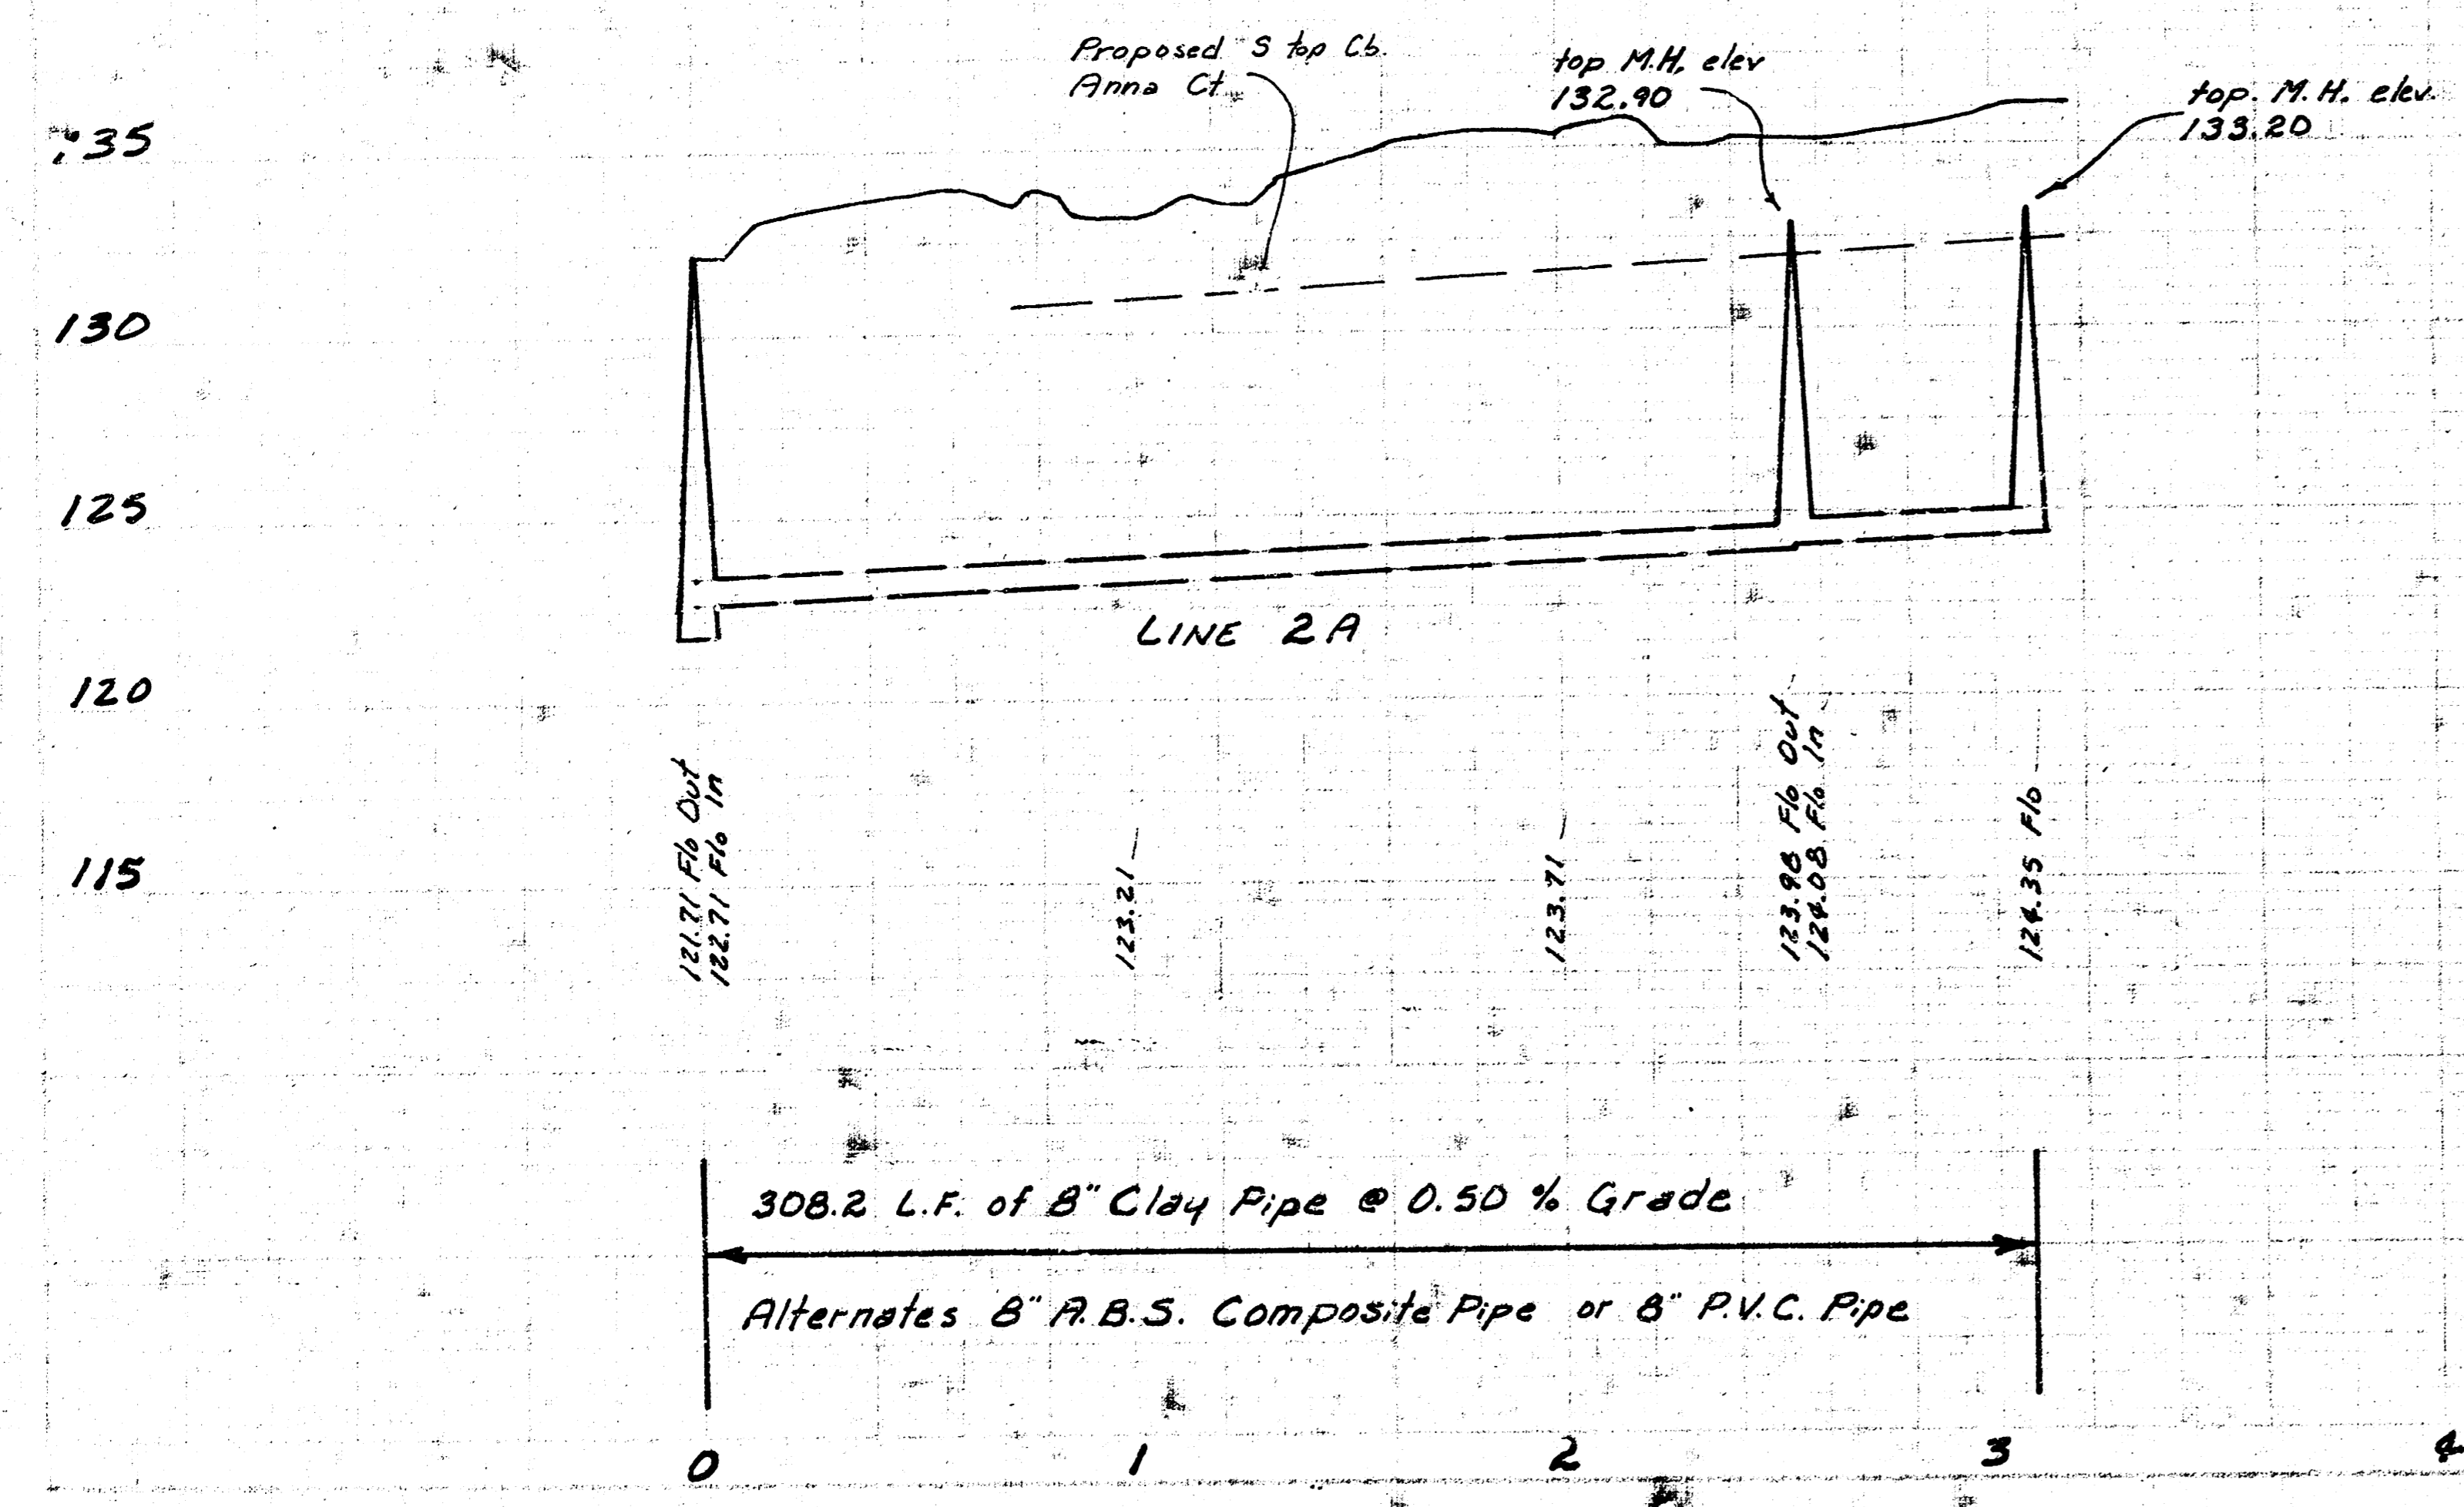 Proposed S top Cb.
Anna Ct.
top M.H. elev
132.90
top. M.H. elev.
133.20
135
130
125
120
115
LINE 2A
121.71 Flo Out
122.71 Flo In
123.21
123.71
123.98 Flo Out
124.08 Flo In
124.35 Flo
308.2 L.F. of 8" Clay Pipe @ 0.50 % Grade
Alternates 8" A.B.S. Composite Pipe or 8" P.V.C. Pipe
0 1 2 3 4